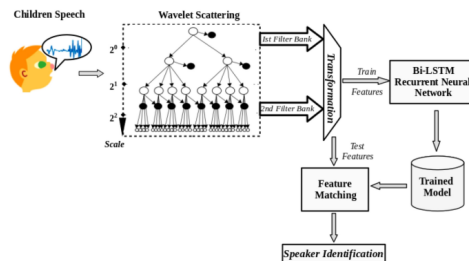 Children Speech
Wavelet Scattering
2⁰
2¹
2²
Scale
1st Filter Bank
2nd Filter Bank
Transformation
Train
Features
Bi-LSTM
Recurrent Neural
Network
Test
Features
Feature
Matching
Trained
Model
Speaker Identification